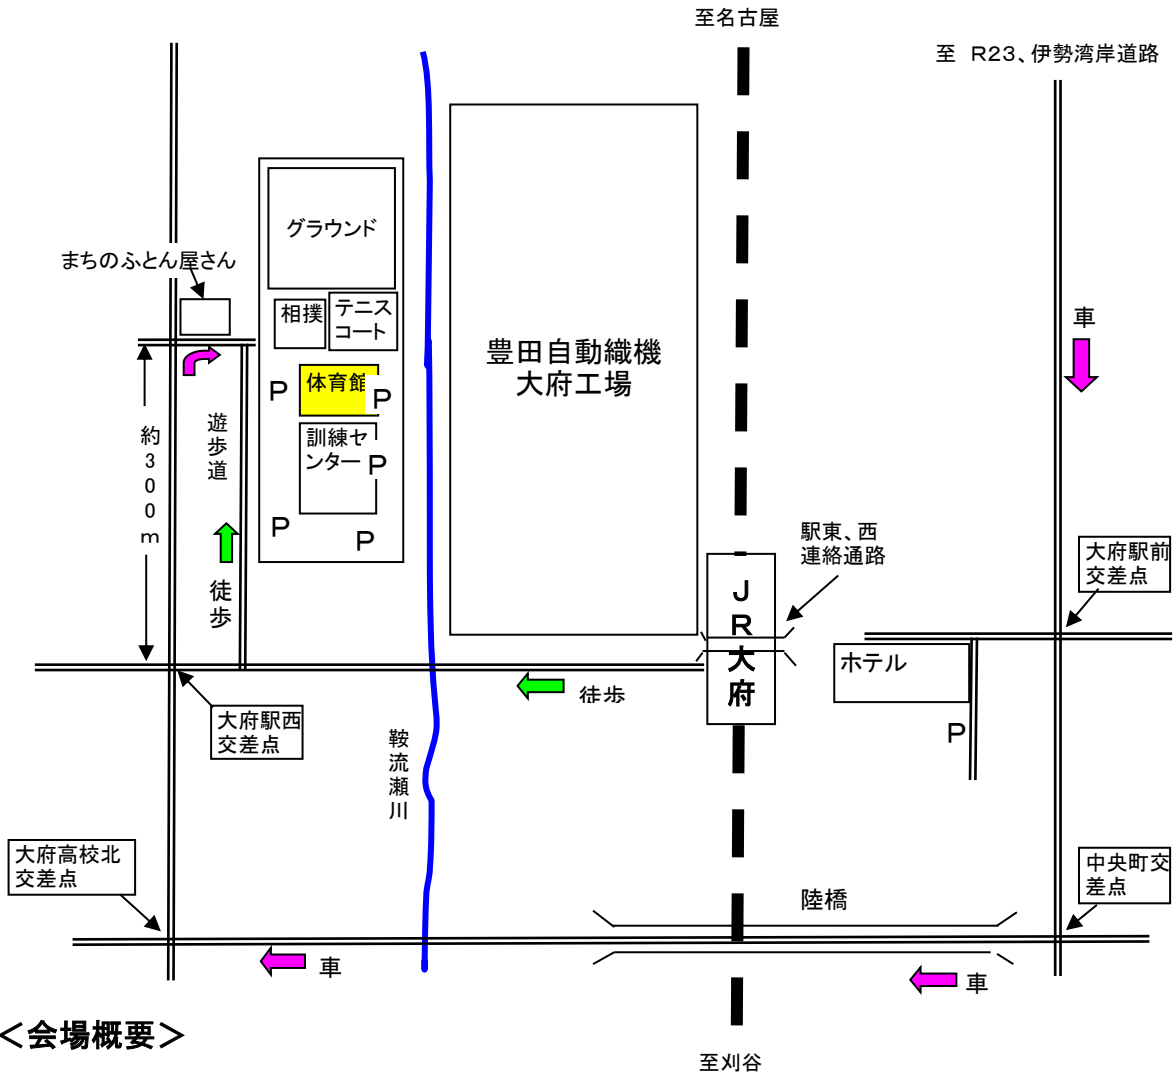 至名古屋
至 R23、伊勢湾岸道路
グラウンド
まちのふとん屋さん
相撲
テニス
コート
体育館
P
P
訓練セ
ンター
P
P
P
豊田自動織機
大府工場
車
約300m
遊歩道
徒歩
駅東、西
連絡通路
大府駅前
交差点
JR大府
ホテル
P
徒歩
大府駅西
交差点
鞍流瀬川
大府高校北
交差点
陸橋
中央町交
差点
車
車
＜会場概要＞
至刈谷